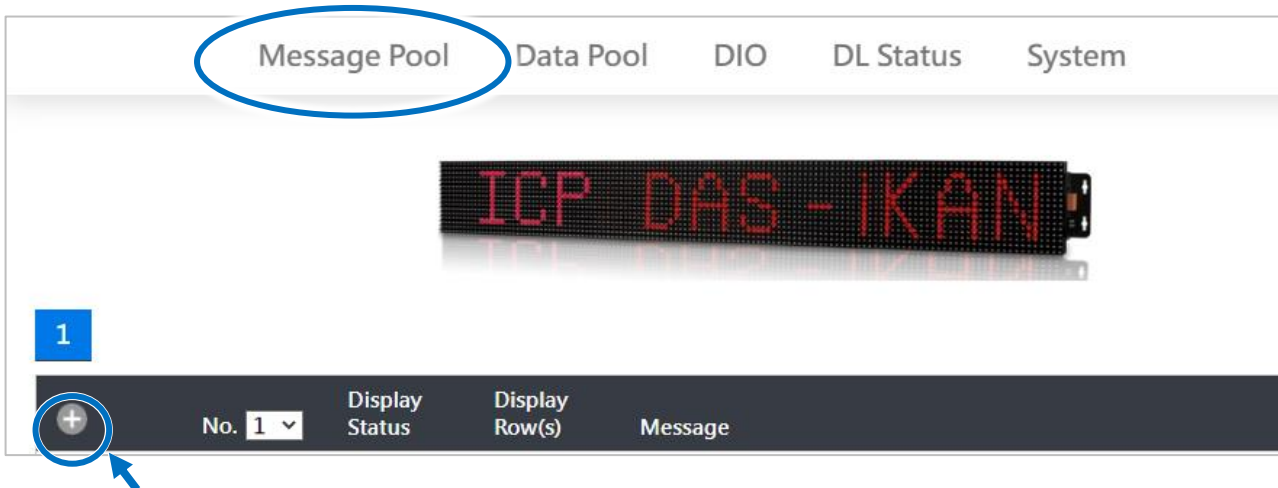 Message Pool Data Pool DIO DL Status System
ICP DAS-iKAN
1
No. 1 Display Status Display Row(s) Message